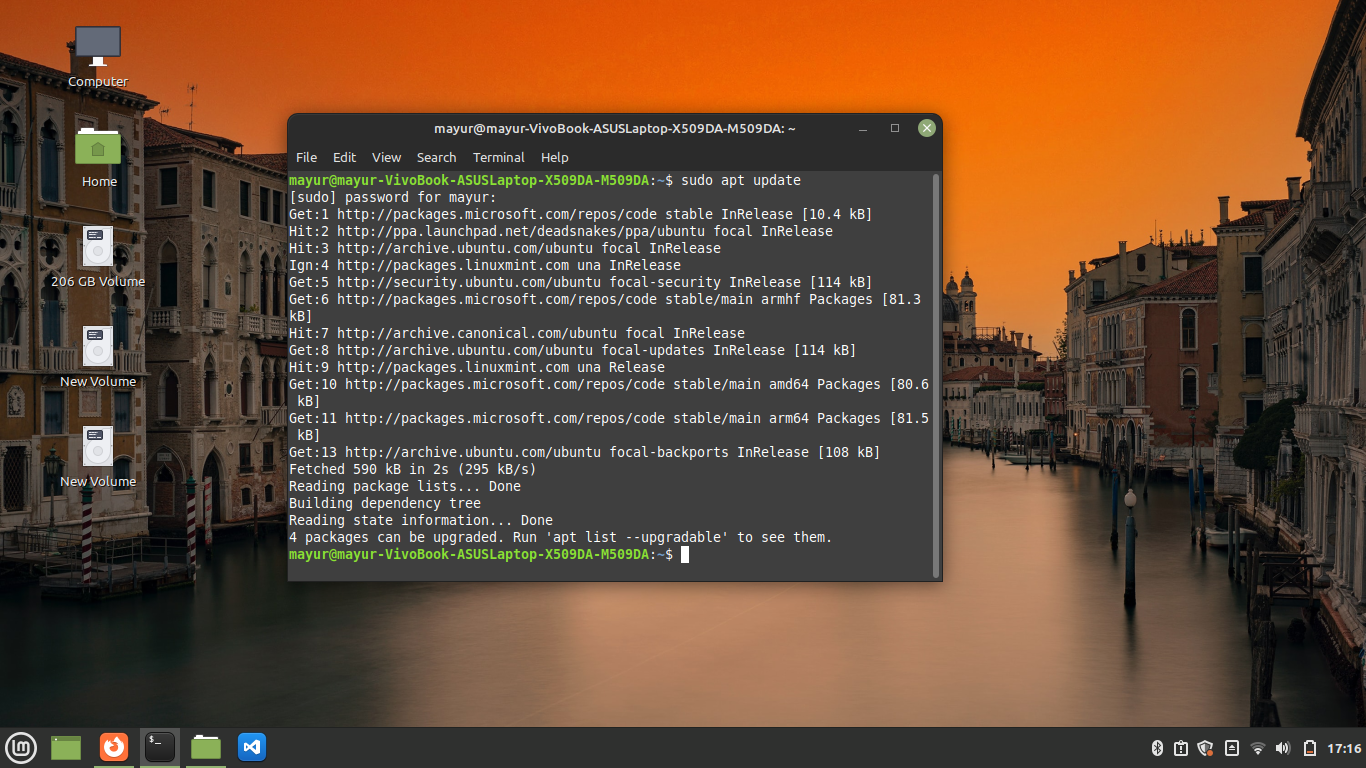 Computer
Home
206 GB Volume
New Volume
New Volume
mayur@mayur-VivoBook-ASUSLaptop-X509DA-M509DA: ~
File Edit View Search Terminal Help
mayur@mayur-VivoBook-ASUSLaptop-X509DA-M509DA:~$ sudo apt update
[sudo] password for mayur:
Get:1 http://packages.microsoft.com/repos/code stable InRelease [10.4 kB]
Hit:2 http://ppa.launchpad.net/deadsnakes/ppa/ubuntu focal InRelease
Hit:3 http://archive.ubuntu.com/ubuntu focal InRelease
Ign:4 http://packages.linuxmint.com una InRelease
Get:5 http://security.ubuntu.com/ubuntu focal-security InRelease [114 kB]
Get:6 http://packages.microsoft.com/repos/code stable/main armhf Packages [81.3
kB]
Hit:7 http://archive.canonical.com/ubuntu focal InRelease
Get:8 http://archive.ubuntu.com/ubuntu focal-updates InRelease [114 kB]
Hit:9 http://packages.linuxmint.com una Release
Get:10 http://packages.microsoft.com/repos/code stable/main amd64 Packages [80.6
kB]
Get:11 http://packages.microsoft.com/repos/code stable/main arm64 Packages [81.5
kB]
Get:13 http://archive.ubuntu.com/ubuntu focal-backports InRelease [108 kB]
Fetched 590 kB in 2s (295 kB/s)
Reading package lists... Done
Building dependency tree
Reading state information... Done
4 packages can be upgraded. Run 'apt list --upgradable' to see them.
mayur@mayur-VivoBook-ASUSLaptop-X509DA-M509DA:~$
$_
17:16